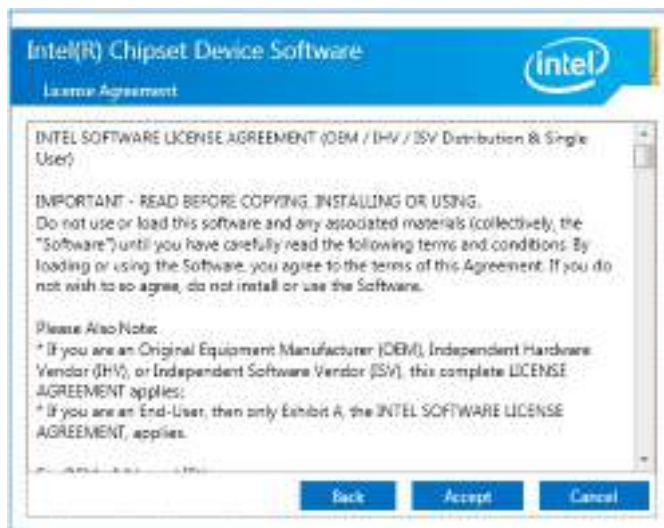 Intel(R) Chipset Device Software
intel
License Agreement
INTEL SOFTWARE LICENSE AGREEMENT (OEM / IHV / ISV Distribution & Single
User)
IMPORTANT - READ BEFORE COPYING, INSTALLING OR USING.
Do not use or load this software and any associated materials (collectively, the
"Software") until you have carefully read the following terms and conditions. By
loading or using the Software, you agree to the terms of this Agreement. If you do
not wish to so agree, do not install or use the Software.
Please Also Note:
* If you are an Original Equipment Manufacturer (OEM), Independent Hardware
Vendor (IHV), or Independent Software Vendor (ISV), this complete LICENSE
AGREEMENT applies;
* If you are an End-User, then only Exhibit A, the INTEL SOFTWARE LICENSE
AGREEMENT, applies.
Back
Accept
Cancel